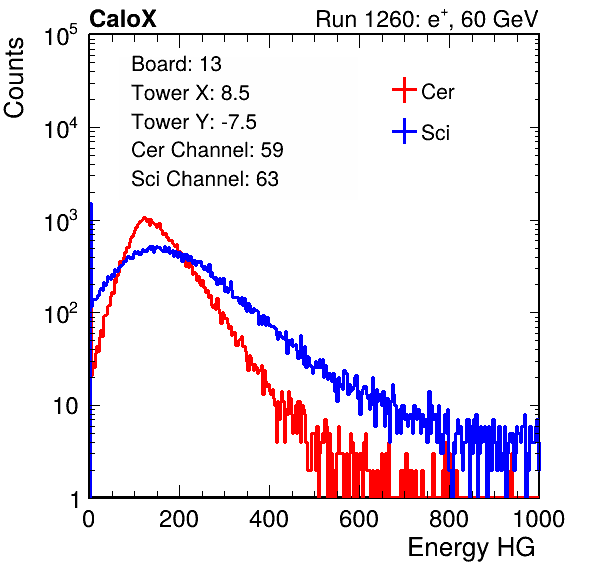 CaloX Run 1260: e+, 60 GeV
Counts
10^5
10^4
10^3
10^2
10
1
Board: 13
Tower X: 8.5
Tower Y: -7.5
Cer Channel: 59
Sci Channel: 63
Cer
Sci
0 200 400 600 800 1000
Energy HG